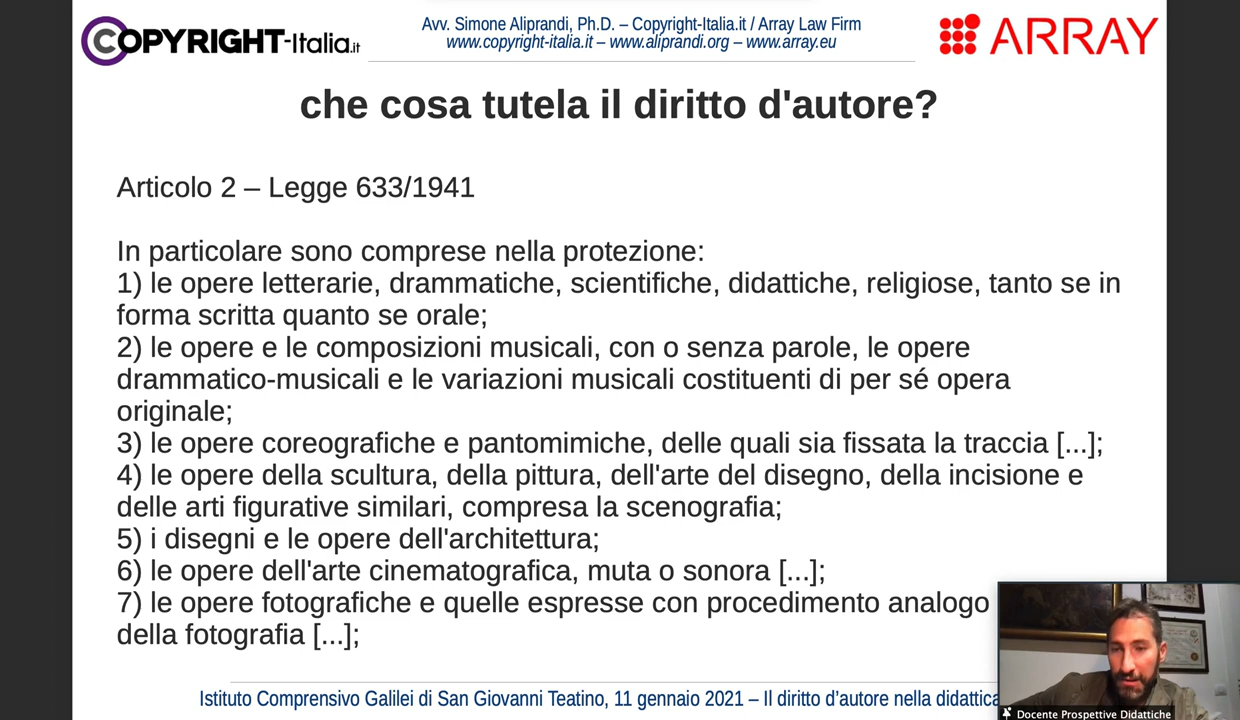 COPYRIGHT-Italia.it
Avv. Simone Aliprandi, Ph.D. – Copyright-Italia.it / Array Law Firm
www.copyright-italia.it – www.aliprandi.org – www.array.eu
ARRAY
che cosa tutela il diritto d'autore?
Articolo 2 – Legge 633/1941
In particolare sono comprese nella protezione:
1) le opere letterarie, drammatiche, scientifiche, didattiche, religiose, tanto se in
forma scritta quanto se orale;
2) le opere e le composizioni musicali, con o senza parole, le opere
drammatico-musicali e le variazioni musicali costituenti di per sé opera
originale;
3) le opere coreografiche e pantomimiche, delle quali sia fissata la traccia [...];
4) le opere della scultura, della pittura, dell'arte del disegno, della incisione e
delle arti figurative similari, compresa la scenografia;
5) i disegni e le opere dell'architettura;
6) le opere dell'arte cinematografica, muta o sonora [...];
7) le opere fotografiche e quelle espresse con procedimento analogo
della fotografia [...];
Istituto Comprensivo Galilei di San Giovanni Teatino, 11 gennaio 2021 – Il diritto d'autore nella didattica
Docente Prospettive Didattiche